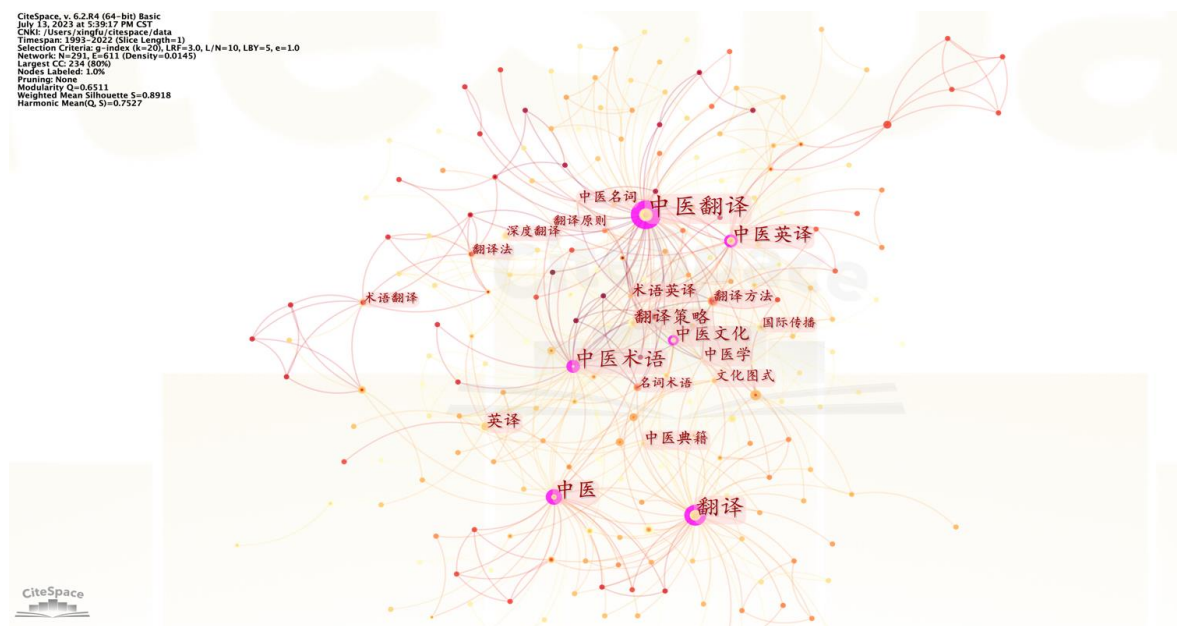 CiteSpace, v. 6.2.R4 (64-bit) Basic
July 13, 2023 at 5:39:17 PM CST
CNKI: /Users/xingfu/citespace/data
Timespan: 1993-2022 (Slice Length=1)
Selection Criteria: g-index (k=20), LRF=3.0, L/N=10, LBY=5, e=1.0
Network: N=291, E=611 (Density=0.0145)
Largest CC: 234 (80%)
Nodes Labeled: 1.0%
Pruning: None
Modularity Q=0.6511
Weighted Mean Silhouette S=0.8918
Harmonic Mean(Q, S)=0.7527
中医名词
中医翻译
翻译原则
深度翻译
中医英译
翻译法
术语翻译
术语英译
翻译方法
翻译策略
国际传播
中医文化
中医术语
中医学
名词术语
文化图式
英译
中医典籍
中医
翻译
CiteSpace